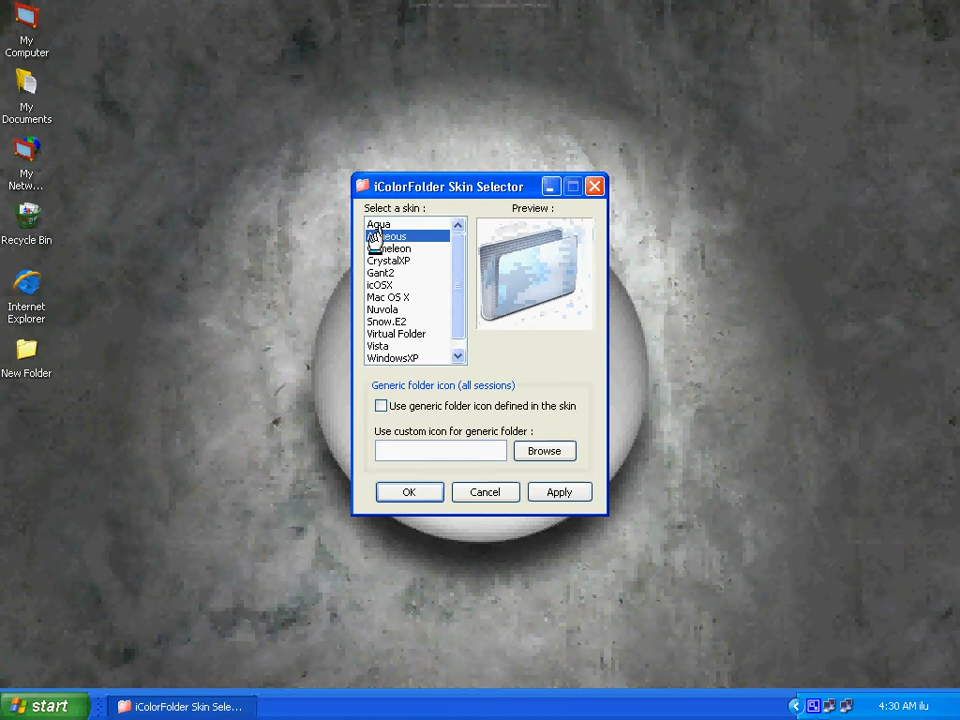 My
Computer
My
Documents
My
Netw...
Recycle Bin
Internet
Explorer
New Folder
iColorFolder Skin Selector
Select a skin :
Preview :
Aqua
CrystalXP
Gant2
icOSX
Mac OS X
Nuvola
Snow.E2
Virtual Folder
Vista
WindowsXP
Generic folder icon (all sessions)
Use generic folder icon defined in the skin
Use custom icon for generic folder :
Browse
OK
Cancel
Apply
start
iColorFolder Skin Sele...
4:30 AM ilu